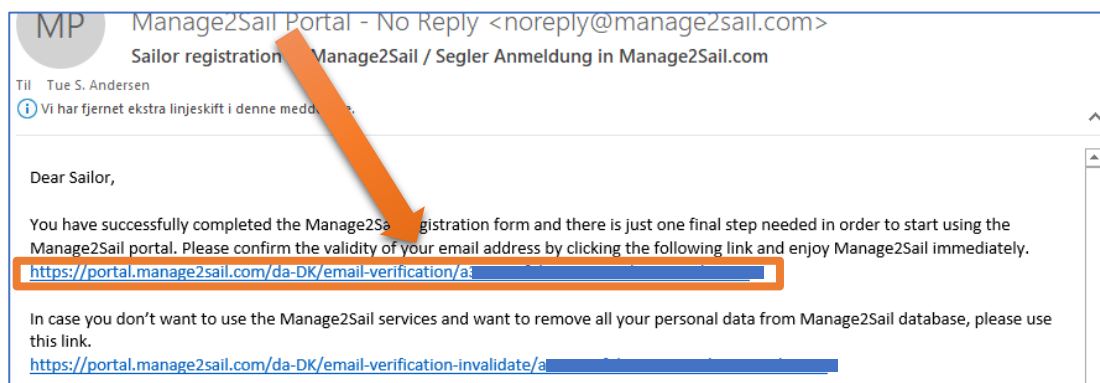 MP
Manage2Sail Portal - No Reply <noreply@manage2sail.com>
Sailor registration Manage2Sail / Segler Anmeldung in Manage2Sail.com
Til Tue S. Andersen
Vi har fjernet ekstra linjeskift i denne
Dear Sailor,
You have successfully completed the and there is just one final step needed in order to start using the
Manage2Sail portal. Please confirm the validity of your email address by clicking the following link and enjoy Manage2Sail immediately.
https://portal.manage2sail.com/da-DK/email-verification/a
In case you don't want to use the Manage2Sail services and want to remove all your personal data from Manage2Sail database, please use
this link.
https://portal.manage2sail.com/da-DK/email-verification-invalidate/a